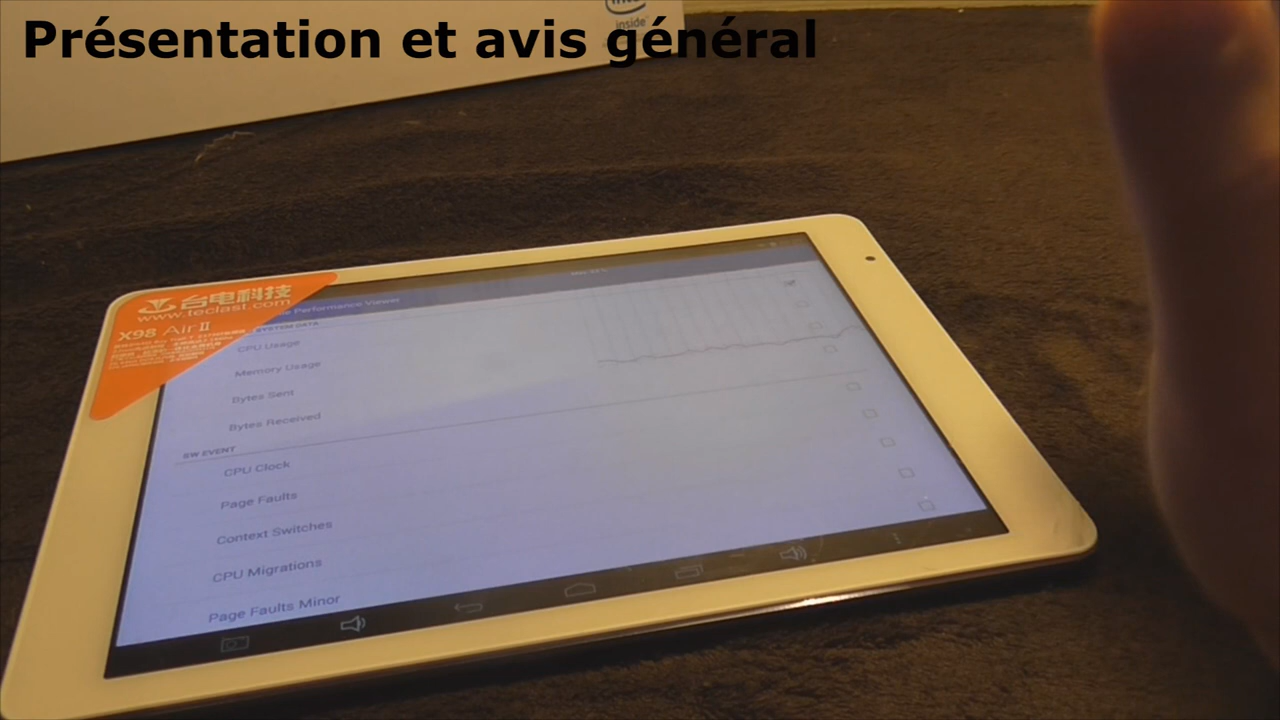 Présentation et avis général
inside
台电科技
www.teclast.com
X98 Air II
Performance Viewer
SYSTEM DATA
CPU Usage
Memory Usage
Bytes Sent
Bytes Received
SW EVENT
CPU Clock
Page Faults
Context Switches
CPU Migrations
Page Faults Minor